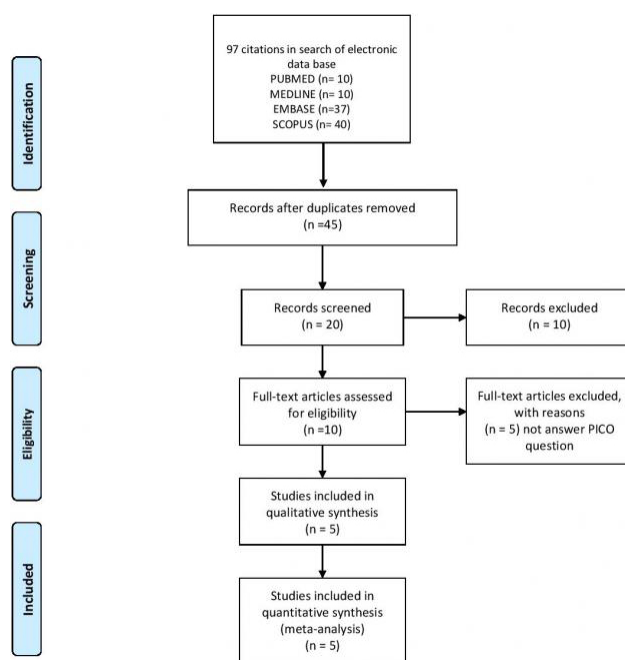 97 citations in search of electronic
data base
PUBMED (n= 10)
MEDLINE (n= 10)
EMBASE (n=37)
SCOPUS (n= 40)
Identification
Records after duplicates removed
(n =45)
Screening
Records screened
(n = 20)
Records excluded
(n = 10)
Eligibility
Full-text articles assessed
for eligibility
(n =10)
Full-text articles excluded,
with reasons
(n = 5) not answer PICO
question
Studies included in
qualitative synthesis
(n = 5)
Included
Studies included in
quantitative synthesis
(meta-analysis)
(n = 5)